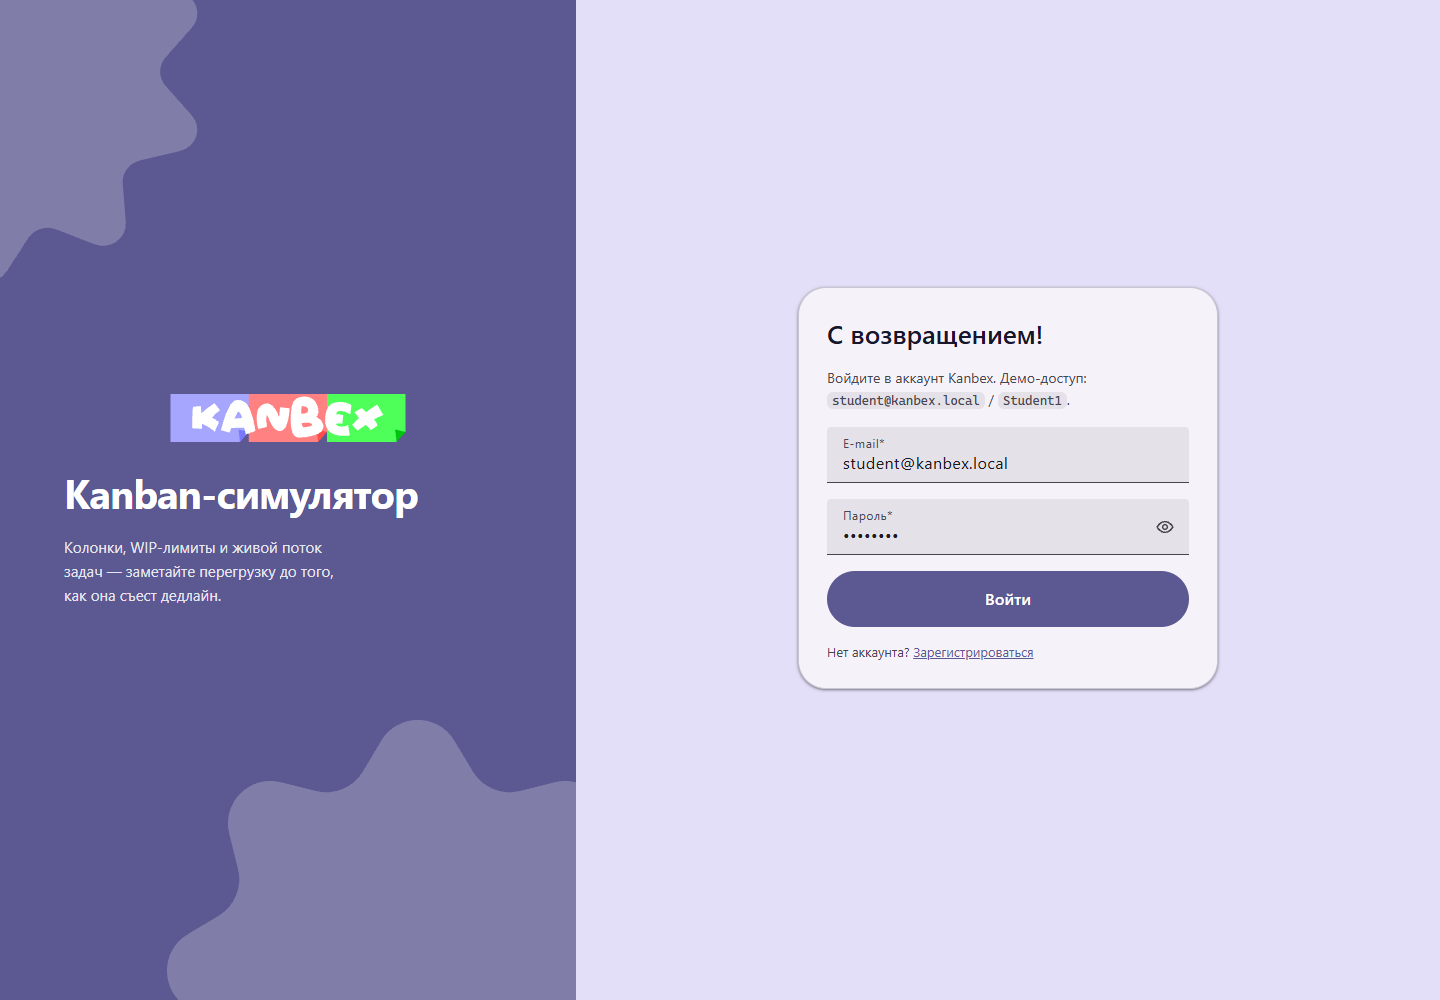 KANBEX
Kanban-симулятор
Колонки, WIP-лимиты и живой поток
задач — заметайте перегрузку до того,
как она съест дедлайн.
С возвращением!
Войдите в аккаунт Kanbex. Демо-доступ:
student@kanbex.local / Student1.
E-mail*
student@kanbex.local
Пароль*
••••••••
Войти
Нет аккаунта? Зарегистрироваться